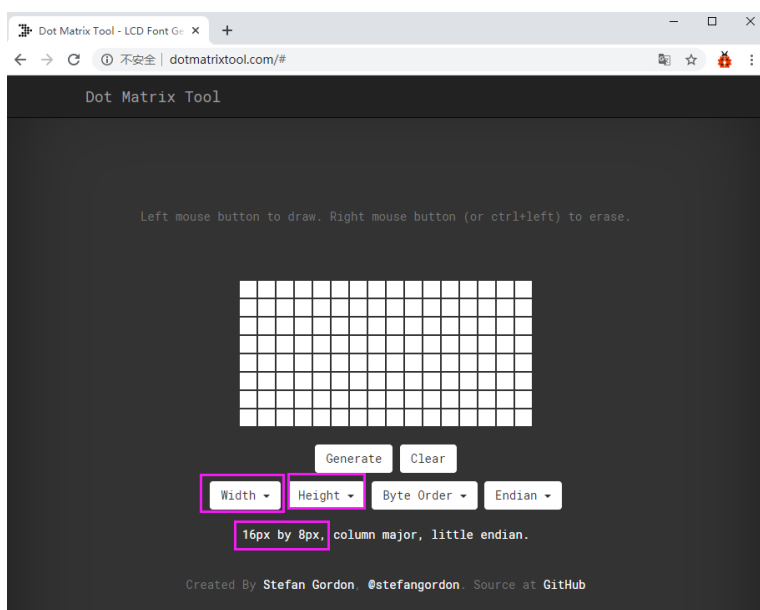 Dot Matrix Tool - LCD Font Ge
不安全 dotmatrixtool.com/#
Dot Matrix Tool
Left mouse button to draw. Right mouse button (or ctrl+left) to erase.
Generate Clear
Width Height Byte Order Endian
16px by 8px, column major, little endian.
Created By Stefan Gordon, @stefangordon. Source at GitHub